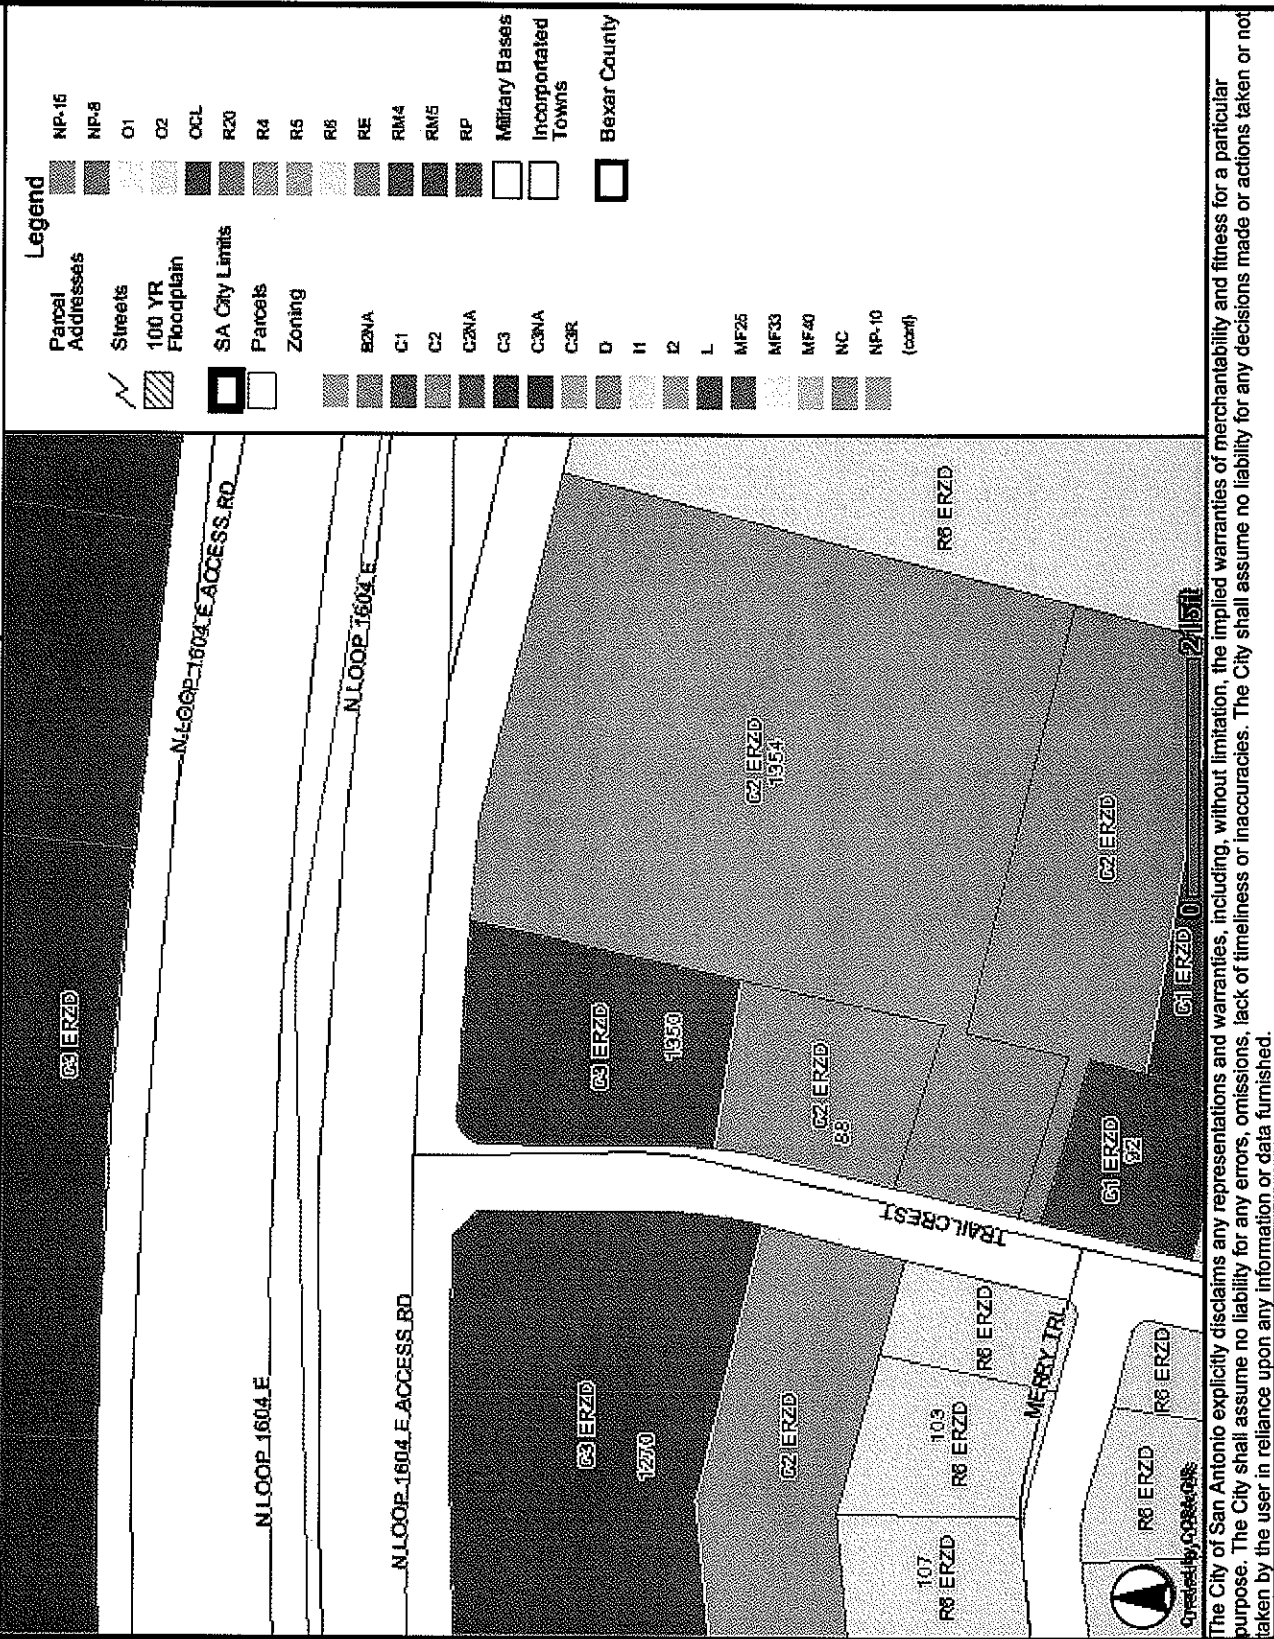 Legend
Parcel
Addresses
Streets
100 YR
Floodplain
SA City Limits
Parcels
Zoning
B2NA
C1
C2
C2NA
C3
C3NA
C3R
D
I1
I2
L
MF25
MF33
MF40
NC
NP-10
(cont)
NP-15
NP-8
O1
O2
OCL
R20
R4
R5
R6
RE
RM4
RM5
RP
Military Bases
Incorportated
Towns
Bexar County
C3 ERZD
N LOOP 1604 E ACCESS RD
N LOOP 1604 E
N LOOP 1604 E
N LOOP 1604 E ACCESS RD
C3 ERZD
1270
C3 ERZD
1350
C2 ERZD
1354
C2 ERZD
88
C2 ERZD
R6 ERZD
C2 ERZD
TRAILCREST
R6 ERZD
103
R6 ERZD
107
R6 ERZD
MERRY TRL
R6 ERZD
R6 ERZD
C1 ERZD
92
C1 ERZD
0
215ft
The City of San Antonio explicitly disclaims any representations and warranties, including, without limitation, the implied warranties of merchantability and fitness for a particular
purpose. The City shall assume no liability for any errors, omissions, lack of timeliness or inaccuracies. The City shall assume no liability for any decisions made or actions taken or not
taken by the user in reliance upon any information or data furnished.